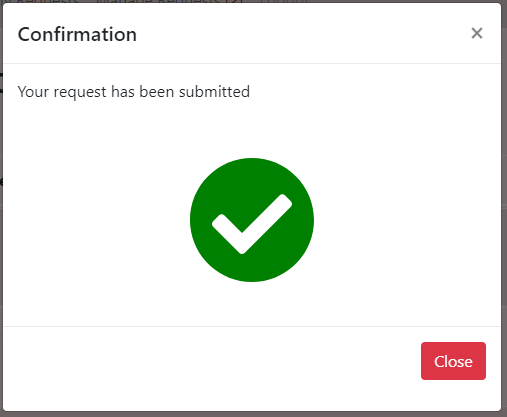 Confirmation ×
Your request has been submitted
Close